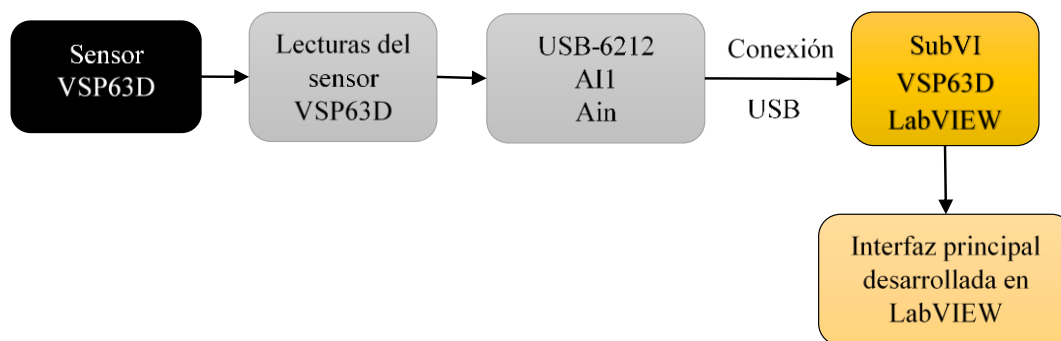 Sensor
VSP63D
Lecturas del
sensor
VSP63D
USB-6212
AI1
Ain
Conexión
USB
SubVI
VSP63D
LabVIEW
Interfaz principal
desarrollada en
LabVIEW